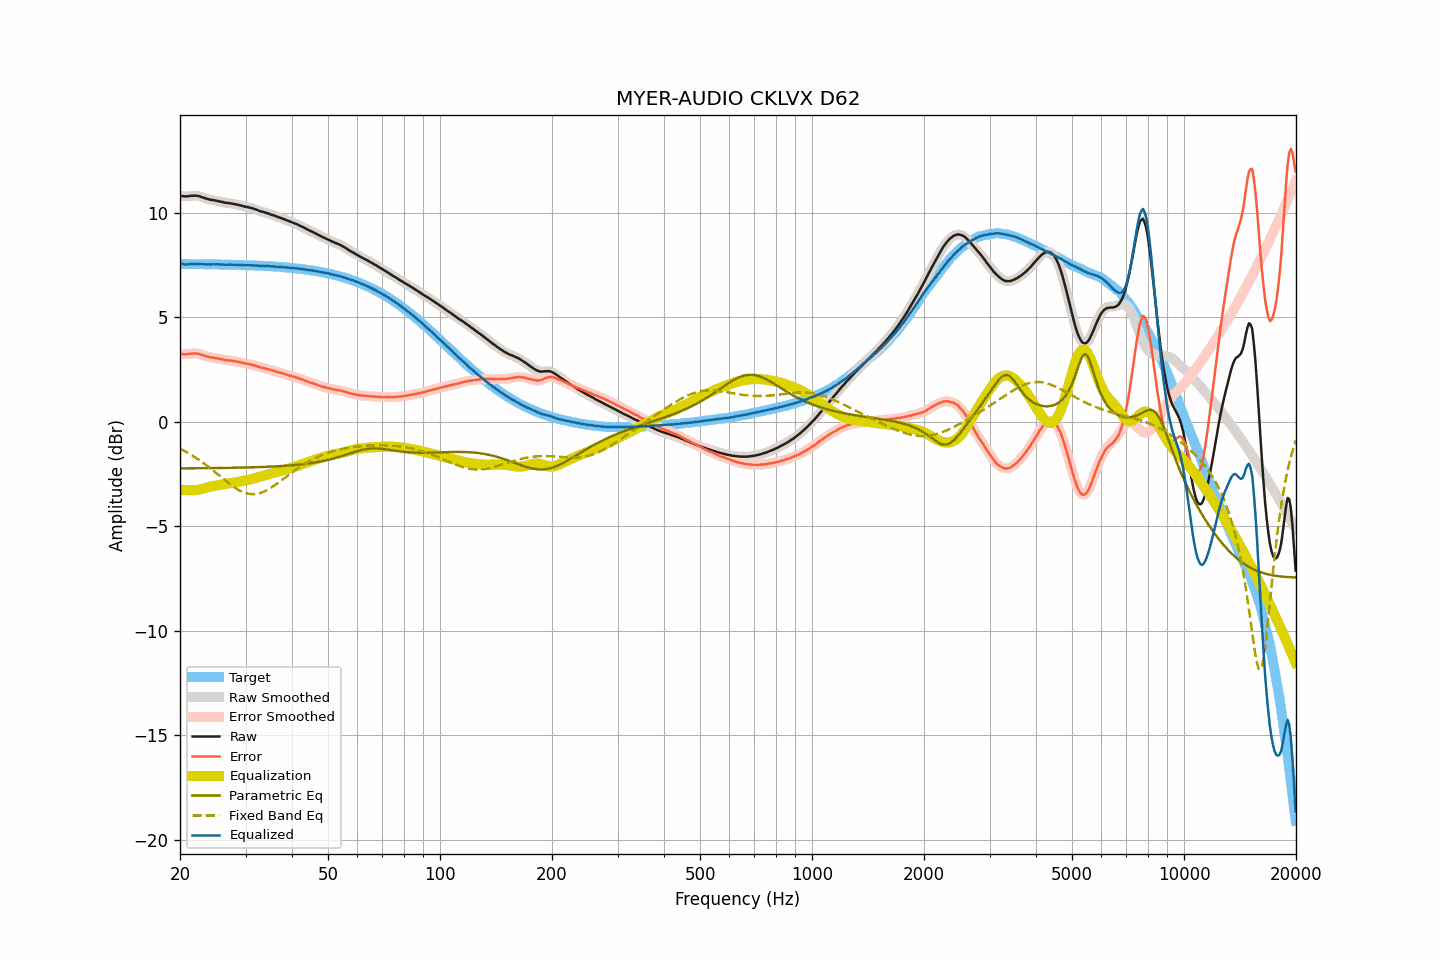 MYER-AUDIO CKLVX D62
Amplitude (dBr)
10
5
0
−5
−10
−15
−20
Target
Raw Smoothed
Error Smoothed
Raw
Error
Equalization
Parametric Eq
Fixed Band Eq
Equalized
20 50 100 200 500 1000 2000 5000 10000 20000
Frequency (Hz)